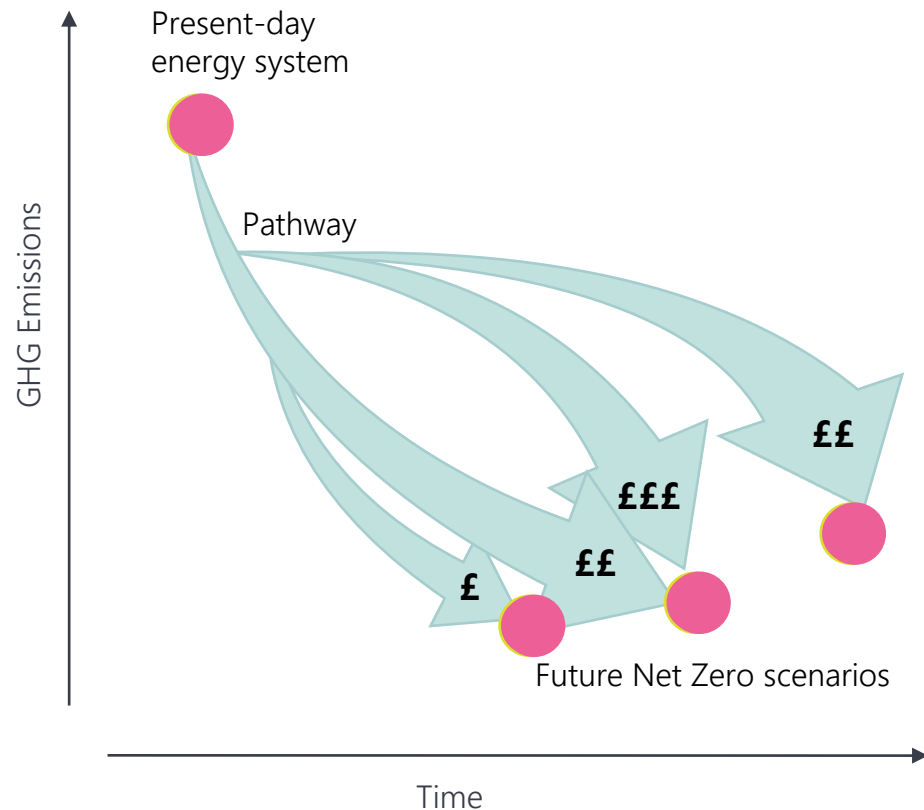 Present-day
energy system
Pathway
GHG Emissions
££
£££
££
£
Future Net Zero scenarios
Time